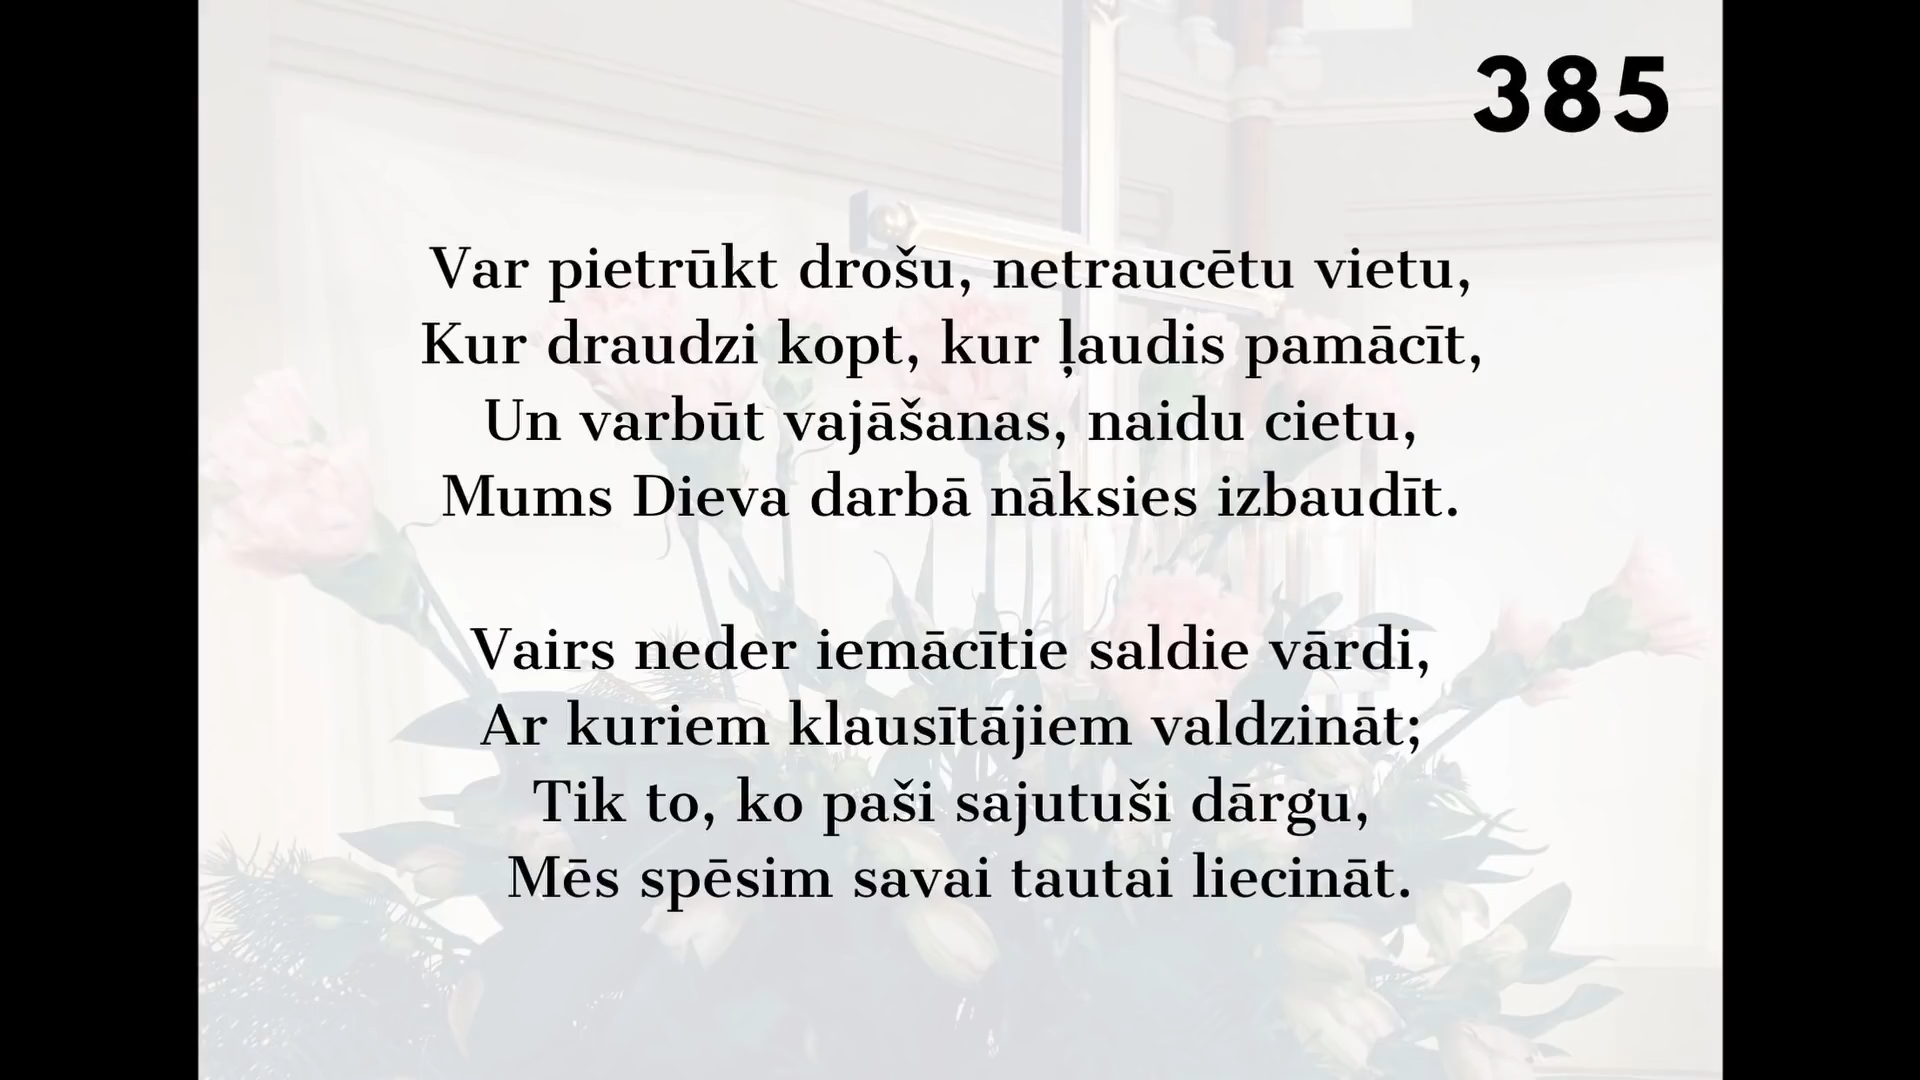 385
Var pietrūkt drošu, netraucētu vietu,
Kur draudzi kopt, kur ļaudis pamācīt,
Un varbūt vajāšanas, naidu cietu,
Mums Dieva darbā nāksies izbaudīt.
Vairs neder iemācītie saldie vārdi,
Ar kuriem klausītājiem valdzināt;
Tik to, ko paši sajutuši dārgu,
Mēs spēsim savai tautai liecināt.